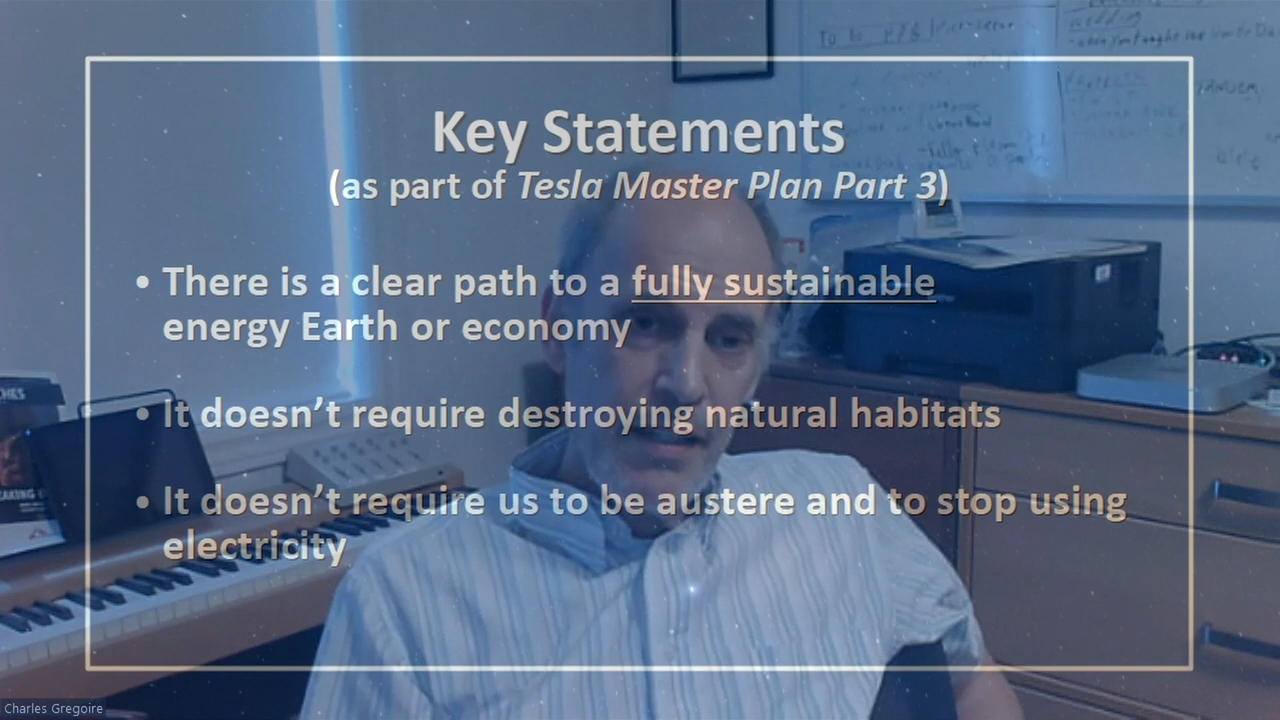 wedding
Key Statements
(as part of Tesla Master Plan Part 3)
• There is a clear path to a fully sustainable
energy Earth or economy
• It doesn’t require destroying natural habitats
• It doesn’t require us to be austere and to stop using
electricity
Charles Gregoire